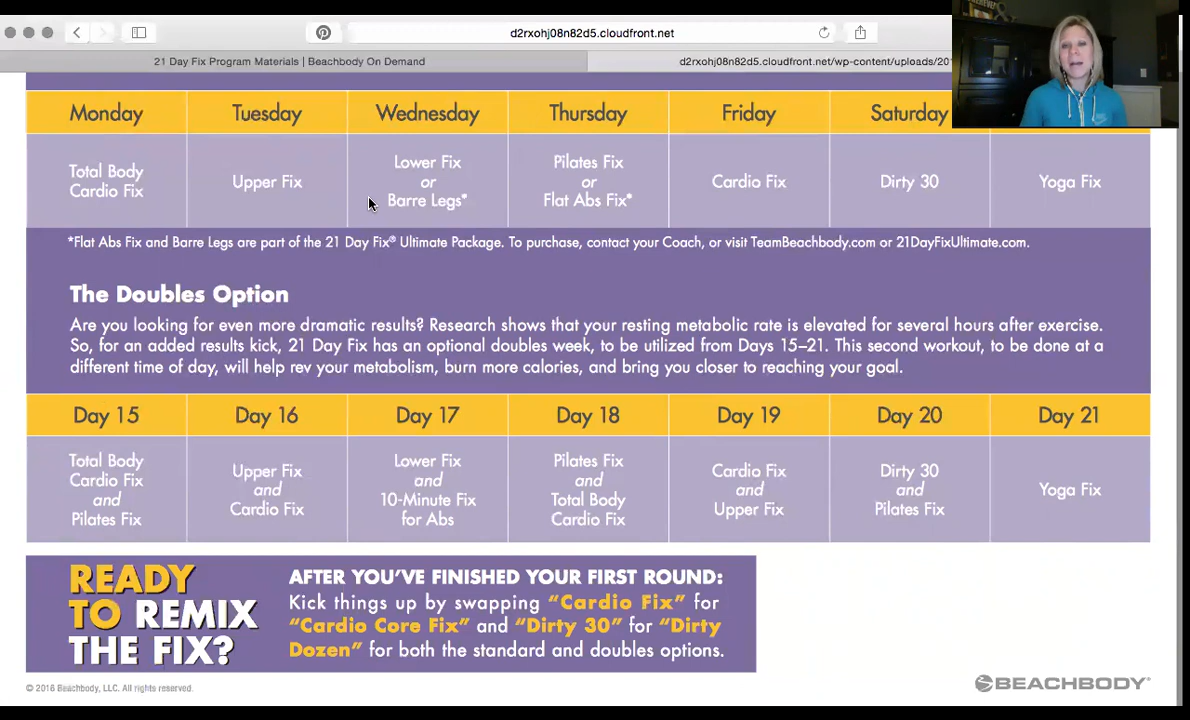 d2rxohj08n82d5.cloudfront.net
21 Day Fix Program Materials | Beachbody On Demand
d2rxohj08n82d5.cloudfront.net/wp-content/uploads/201
Monday Tuesday Wednesday Thursday Friday Saturday
Total Body
Cardio Fix
Upper Fix
Lower Fix
or
Barre Legs*
Pilates Fix
or
Flat Abs Fix*
Cardio Fix
Dirty 30
Yoga Fix
*Flat Abs Fix and Barre Legs are part of the 21 Day Fix® Ultimate Package. To purchase, contact your Coach, or visit TeamBeachbody.com or 21DayFixUltimate.com.
The Doubles Option
Are you looking for even more dramatic results? Research shows that your resting metabolic rate is elevated for several hours after exercise.
So, for an added results kick, 21 Day Fix has an optional doubles week, to be utilized from Days 15–21. This second workout, to be done at a
different time of day, will help rev your metabolism, burn more calories, and bring you closer to reaching your goal.
Day 15 Day 16 Day 17 Day 18 Day 19 Day 20 Day 21
Total Body
Cardio Fix
and
Pilates Fix
Upper Fix
and
Cardio Fix
Lower Fix
and
10-Minute Fix
for Abs
Pilates Fix
and
Total Body
Cardio Fix
Cardio Fix
and
Upper Fix
Dirty 30
and
Pilates Fix
Yoga Fix
READY
TO REMIX
THE FIX?
AFTER YOU'VE FINISHED YOUR FIRST ROUND:
Kick things up by swapping "Cardio Fix" for
"Cardio Core Fix" and "Dirty 30" for "Dirty
Dozen" for both the standard and doubles options.
© 2016 Beachbody, LLC. All rights reserved.
BEACHBODY®